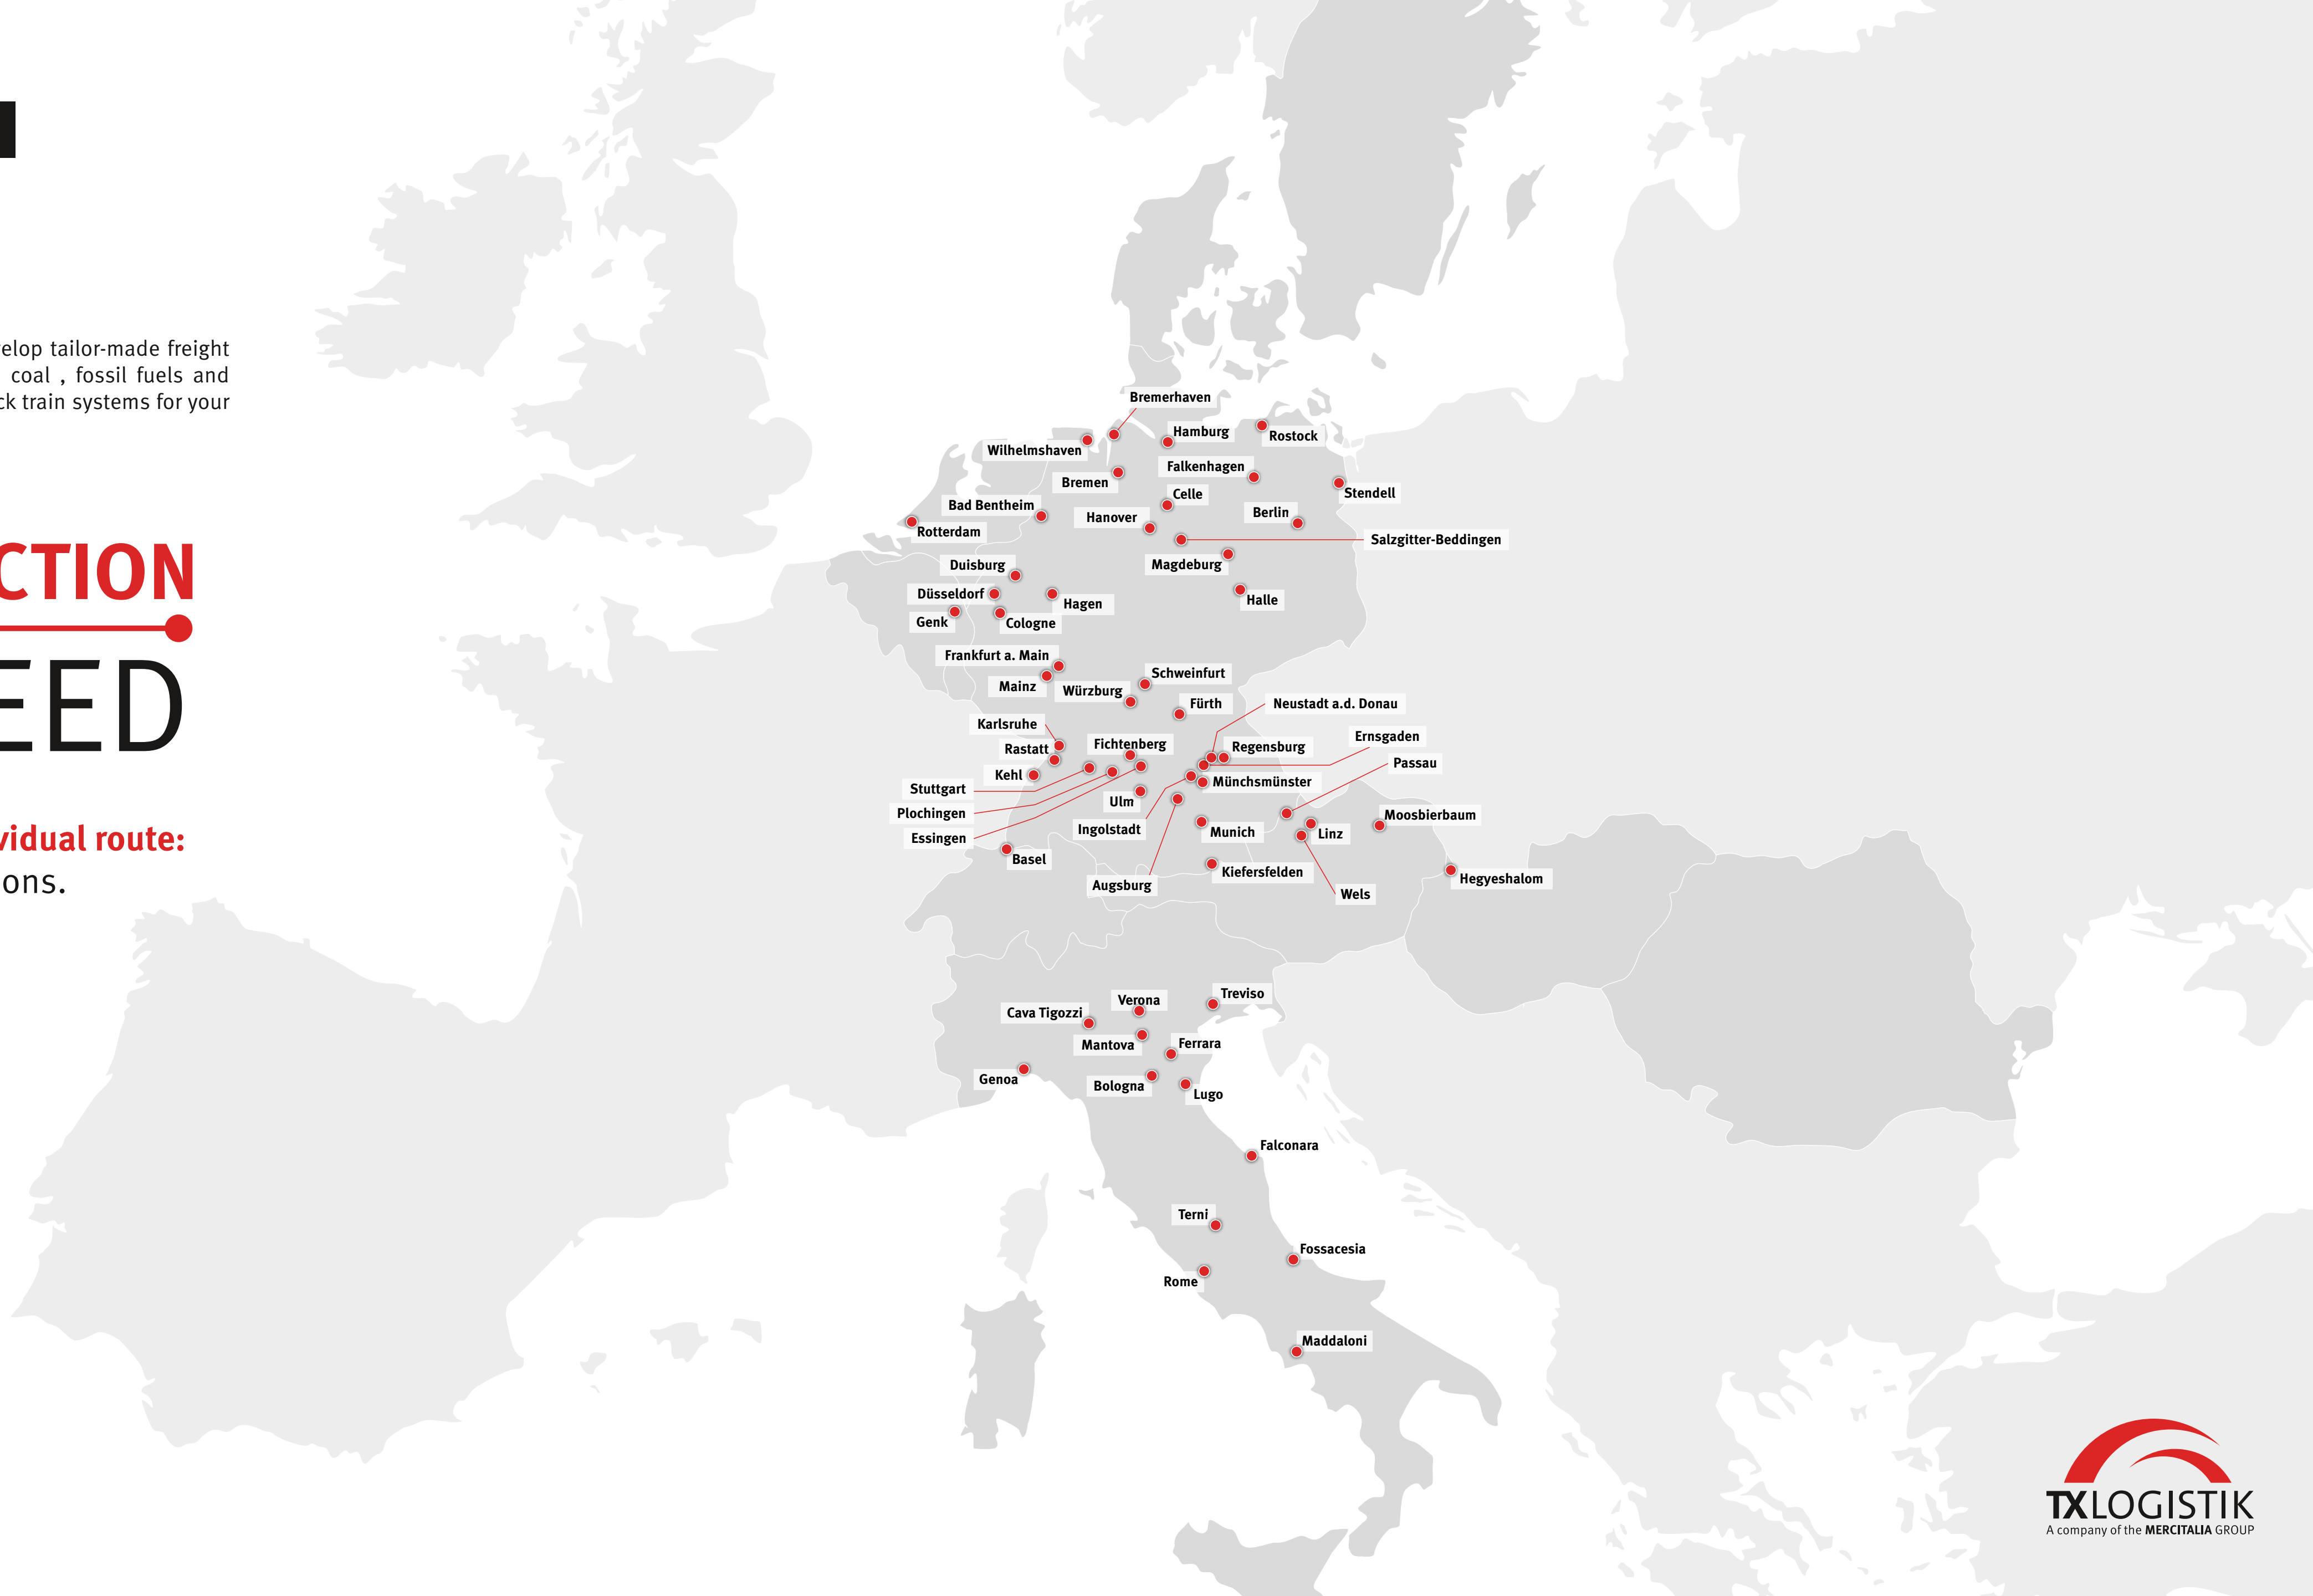 elop tailor-made freight
coal , fossil fuels and
ck train systems for your
CTION
EED
vidual route:
ons.
Bremerhaven
Hamburg
Rostock
Wilhelmshaven
Falkenhagen
Bremen
Stendell
Celle
Bad Bentheim
Berlin
Hanover
Rotterdam
Salzgitter-Beddingen
Magdeburg
Duisburg
Düsseldorf
Halle
Hagen
Genk
Cologne
Frankfurt a. Main
Schweinfurt
Mainz
Würzburg
Fürth
Neustadt a.d. Donau
Karlsruhe
Ernsgaden
Fichtenberg
Regensburg
Rastatt
Passau
Kehl
Münchsmünster
Stuttgart
Ulm
Plochingen
Moosbierbaum
Ingolstadt
Munich
Linz
Essingen
Basel
Kiefersfelden
Hegyeshalom
Augsburg
Wels
Treviso
Verona
Cava Tigozzi
Mantova
Ferrara
Genoa
Bologna
Lugo
Falconara
Terni
Fossacesia
Rome
Maddaloni
TXLOGISTIK
A company of the MERCITALIA GROUP